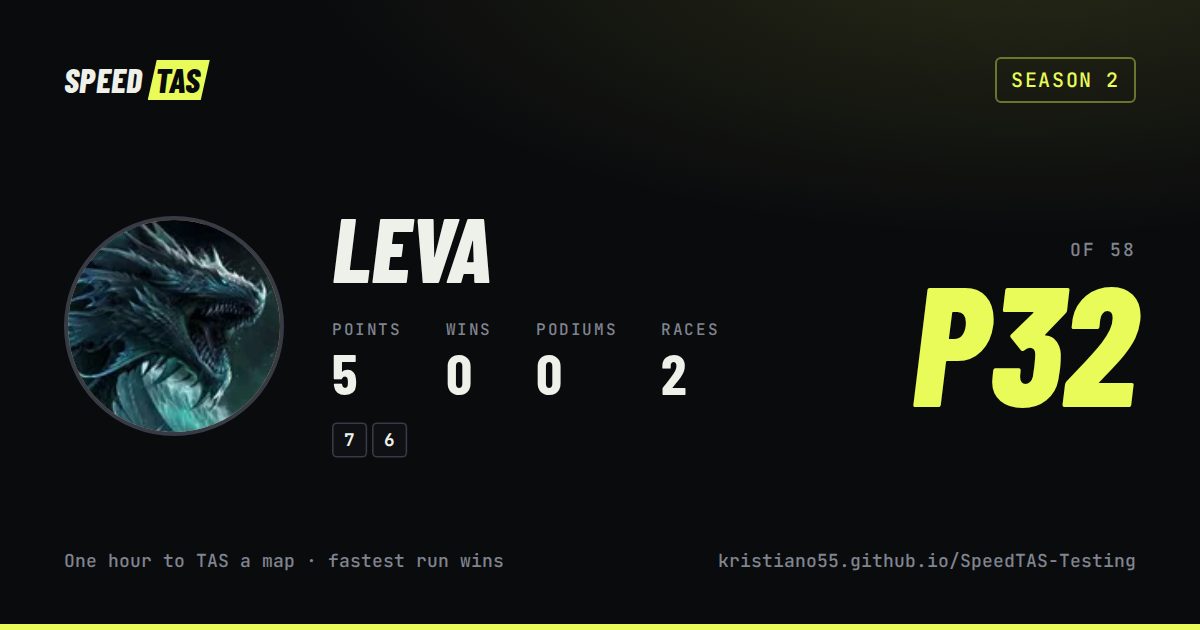 SPEED TAS
SEASON 2
LEVA
POINTS WINS PODIUMS RACES
5 0 0 2
7 6
OF 58
P32
One hour to TAS a map · fastest run wins
kristiano55.github.io/SpeedTAS-Testing